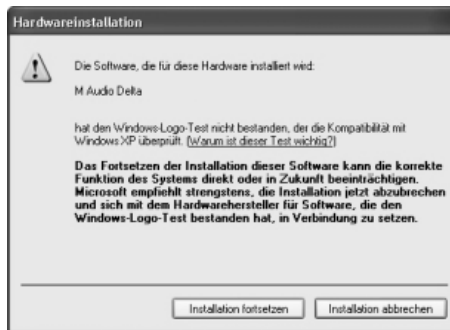 Hardwareinstallation
Die Software, die für diese Hardware installiert wird:
M Audio Delta
hat den Windows-Logo-Test nicht bestanden, der die Kompatibilität mit
Windows XP überprüft. (Warum ist dieser Test wichtig?)
Das Fortsetzen der Installation dieser Software kann die korrekte
Funktion des Systems direkt oder in Zukunft beeinträchtigen.
Microsoft empfiehlt strengstens, die Installation jetzt abzubrechen
und sich mit dem Hardwarehersteller für Software, die den
Windows-Logo-Test bestanden hat, in Verbindung zu setzen.
Installation fortsetzen Installation abbrechen